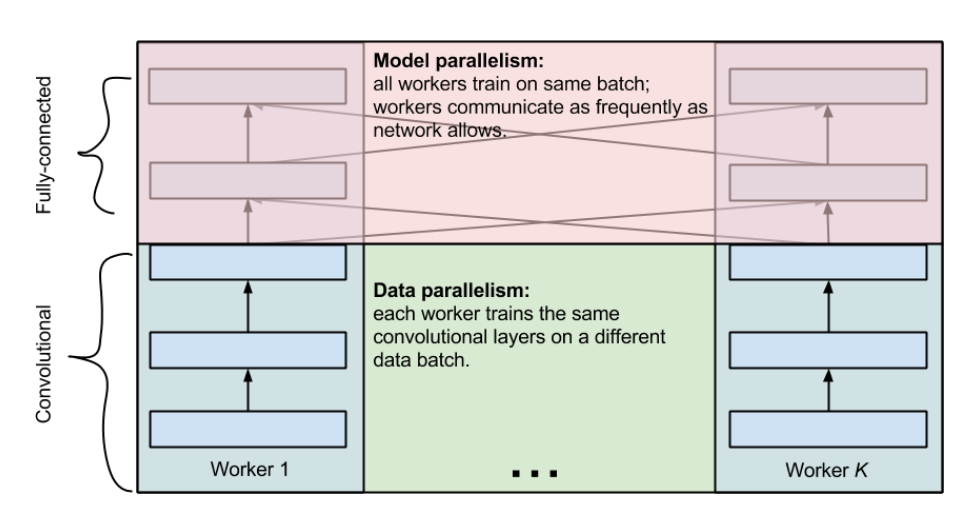 Model parallelism:
all workers train on same batch;
workers communicate as frequently as
network allows.
Fully-connected
Data parallelism:
each worker trains the same
convolutional layers on a different
data batch.
Convolutional
Worker 1
...
Worker K